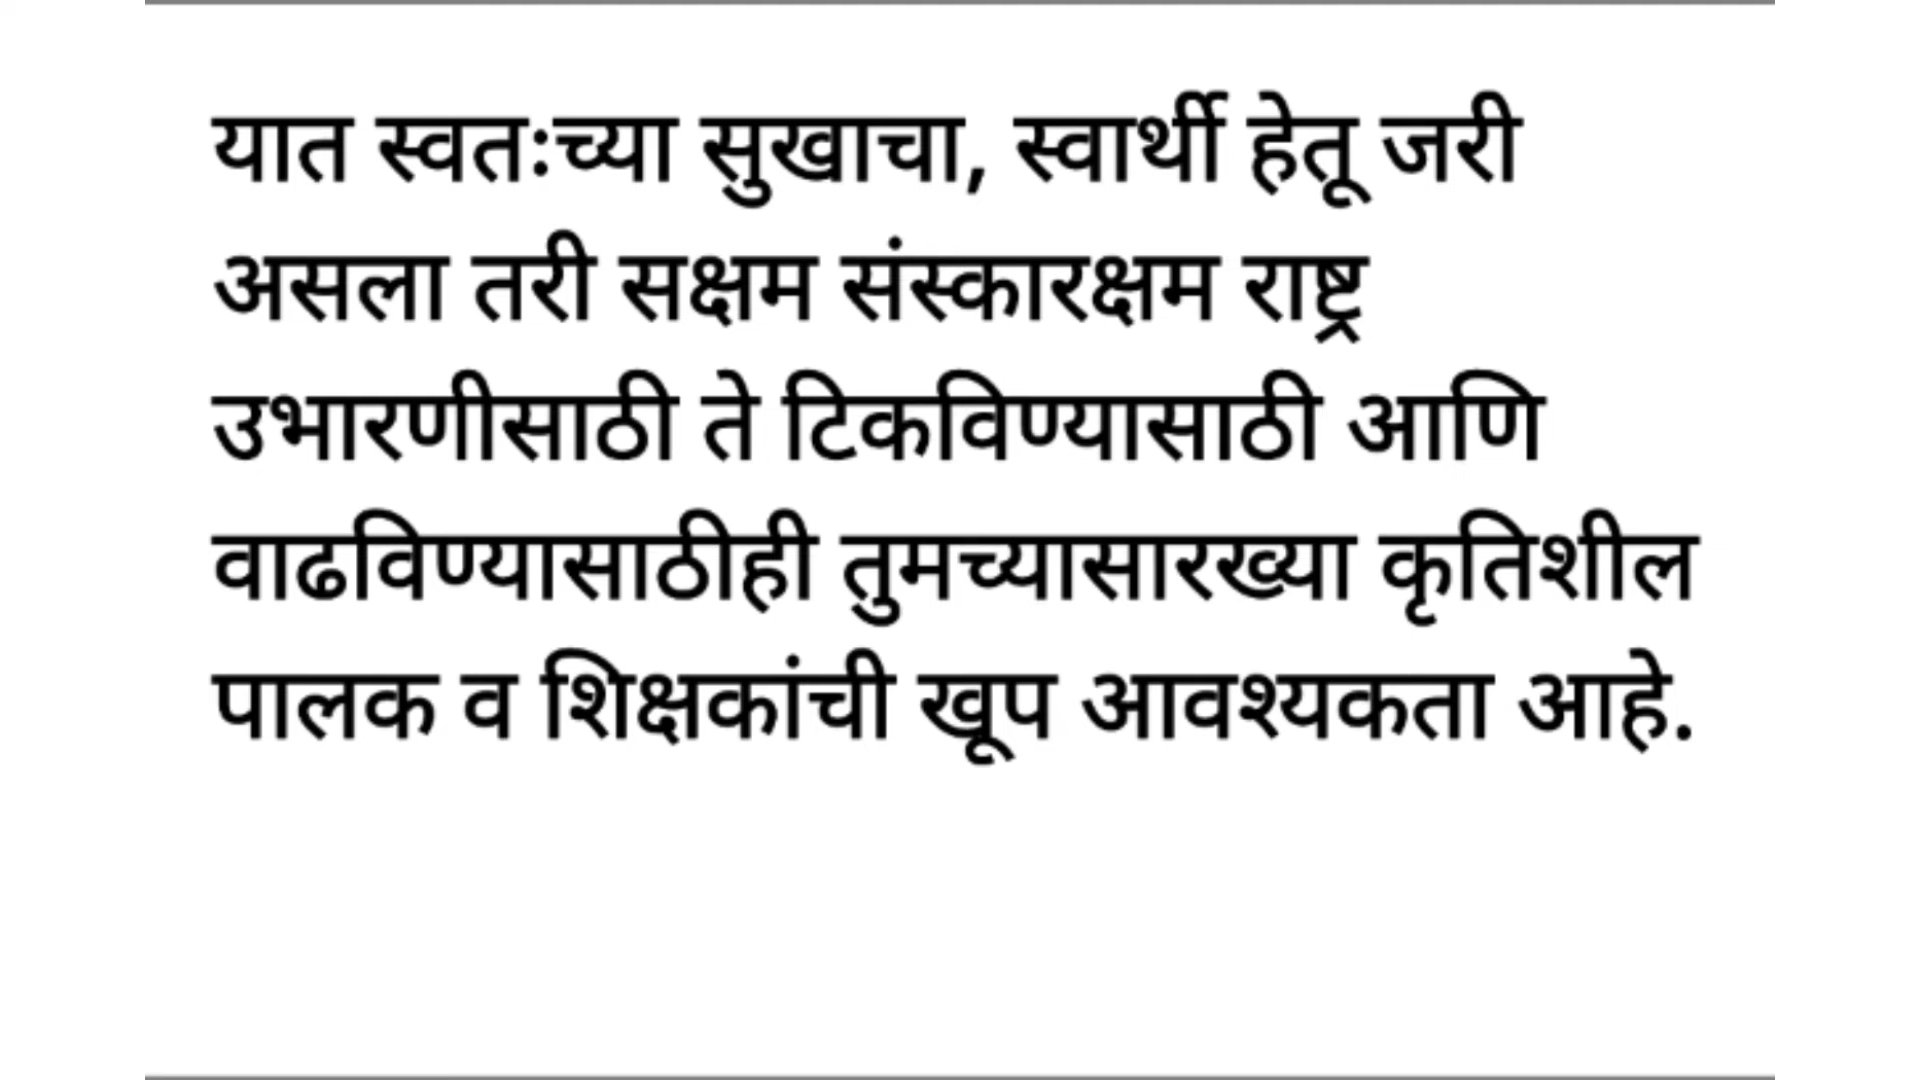 यात स्वतःच्या सुखाचा, स्वार्थी हेतू जरी
असला तरी सक्षम संस्कारक्षम राष्ट्र
उभारणीसाठी ते टिकविण्यासाठी आणि
वाढविण्यासाठीही तुमच्यासारख्या कृतिशील
पालक व शिक्षकांची खूप आवश्यकता आहे.